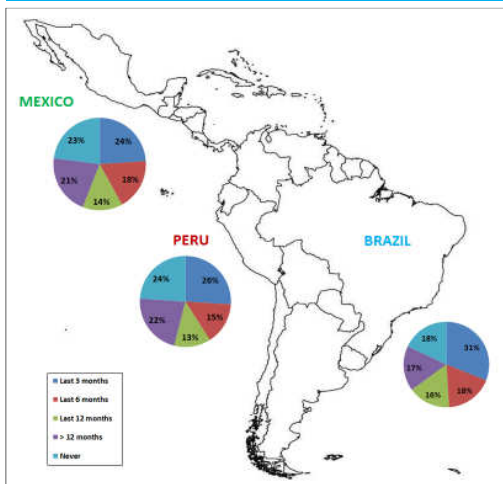 MEXICO
23%
24%
21%
18%
14%
PERU
BRAZIL
24%
26%
22%
15%
13%
18%
31%
17%
18%
16%
Last 3 months
Last 6 months
Last 12 months
> 12 months
Never